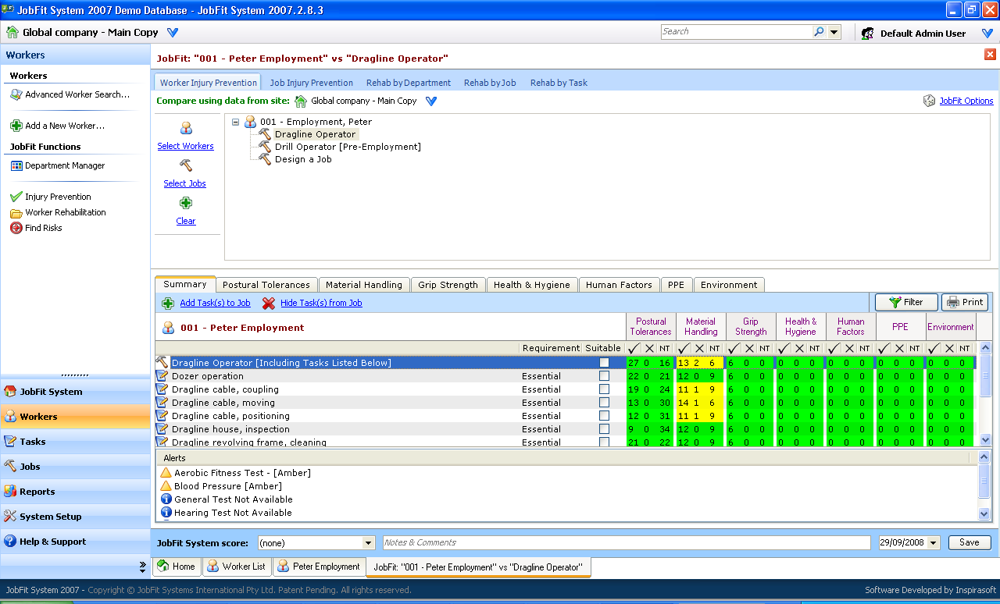 JobFit System 2007 Demo Database - JobFit System 2007.2.8.3
Global company - Main Copy
Search
Default Admin User
Workers
Workers
Advanced Worker Search...
Add a New Worker...
JobFit Functions
Department Manager
Injury Prevention
Worker Rehabilitation
Find Risks
JobFit System
Workers
Tasks
Jobs
Reports
System Setup
Help & Support
JobFit: "001 - Peter Employment" vs "Dragline Operator"
Worker Injury Prevention Job Injury Prevention Rehab by Department Rehab by Job Rehab by Task
Compare using data from site: Global company - Main Copy JobFit Options
Select Workers
Select Jobs
Clear
001 - Employment, Peter
Dragline Operator
Drill Operator [Pre-Employment]
Design a Job
Summary Postural Tolerances Material Handling Grip Strength Health & Hygiene Human Factors PPE Environment
Add Task(s) to Job Hide Task(s) from Job Filter Print
001 - Peter Employment
Postural Tolerances Material Handling Grip Strength Health & Hygiene Human Factors PPE Environment
Requirement Suitable ✓ X NT ✓ X NT ✓ X NT ✓ X NT ✓ X NT ✓ X NT ✓ X NT
Dragline Operator [Including Tasks Listed Below] 27 0 16 13 2 6 6 0 0 0 0 0 0 0 0 0 0 0 0 0 0
Dozer operation Essential 22 0 21 12 0 9 6 0 0 0 0 0 0 0 0 0 0 0 0 0 0
Dragline cable, coupling Essential 19 0 24 11 1 9 6 0 0 0 0 0 0 0 0 0 0 0 0 0 0
Dragline cable, moving Essential 13 0 30 14 1 6 6 0 0 0 0 0 0 0 0 0 0 0 0 0 0
Dragline cable, positioning Essential 12 0 31 11 1 9 6 0 0 0 0 0 0 0 0 0 0 0 0 0 0
Dragline house, inspection Essential 9 0 34 12 0 9 6 0 0 0 0 0 0 0 0 0 0 0 0 0 0
Dragline revolving frame, cleaning Essential 21 0 22 12 0 9 6 0 0 0 0 0 0 0 0 0 0 0 0 0 0
Alerts
Aerobic Fitness Test - [Amber]
Blood Pressure [Amber]
General Test Not Available
Hearing Test Not Available
JobFit System score: (none) Notes & Comments 29/09/2008 Save
Home Worker List Peter Employment JobFit: "001 - Peter Employment" vs "Dragline Operator"
JobFit System 2007 - Copyright © JobFit Systems International Pty Ltd. Patent Pending. All rights reserved. Software Developed by Inspirasoft